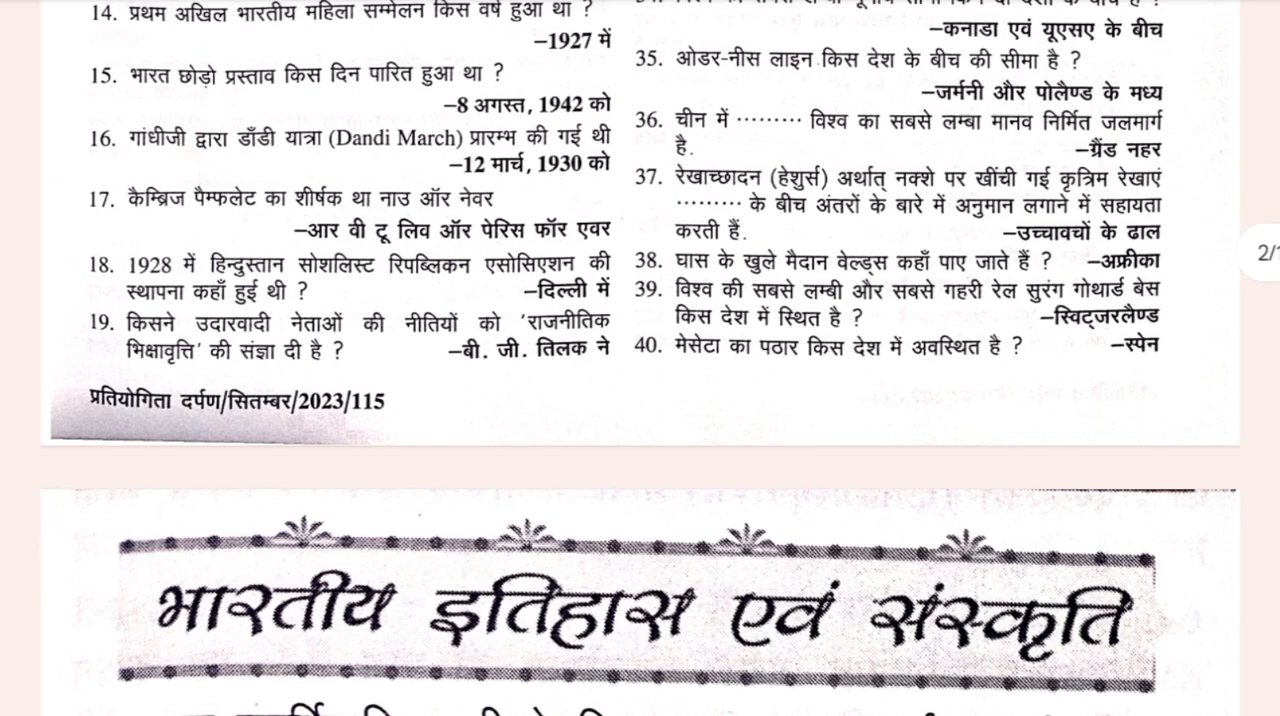 14. प्रथम अखिल भारतीय महिला सम्मेलन किस वर्ष हुआ था ?
–1927 में
15. भारत छोड़ो प्रस्ताव किस दिन पारित हुआ था ?
–8 अगस्त, 1942 को
16. गांधीजी द्वारा डाँडी यात्रा (Dandi March) प्रारम्भ की गई थी
–12 मार्च, 1930 को
17. कैम्ब्रिज पैम्फलेट का शीर्षक था नाउ ऑर नेवर
–आर वी टू लिव ऑर पेरिस फॉर एवर
18. 1928 में हिन्दुस्तान सोशलिस्ट रिपब्लिकन एसोसिएशन की
स्थापना कहाँ हुई थी ? –दिल्ली में
19. किसने उदारवादी नेताओं की नीतियों को 'राजनीतिक
भिक्षावृत्ति' की संज्ञा दी है ? –बी. जी. तिलक ने
प्रतियोगिता दर्पण/सितम्बर/2023/115
–कनाडा एवं यूएसए के बीच
35. ओडर-नीस लाइन किस देश के बीच की सीमा है ?
–जर्मनी और पोलैण्ड के मध्य
36. चीन में ········· विश्व का सबसे लम्बा मानव निर्मित जलमार्ग
है. –ग्रैंड नहर
37. रेखाच्छादन (हेशुर्स) अर्थात् नक्शे पर खींची गई कृत्रिम रेखाएं
········· के बीच अंतरों के बारे में अनुमान लगाने में सहायता
करती हैं. –उच्चावचों के ढाल
38. घास के खुले मैदान वेल्ड्स कहाँ पाए जाते हैं ? –अफ्रीका
39. विश्व की सबसे लम्बी और सबसे गहरी रेल सुरंग गोथार्ड बेस
किस देश में स्थित है ? –स्विट्जरलैण्ड
40. मेसेटा का पठार किस देश में अवस्थित है ? –स्पेन
2/1
भारतीय इतिहास एवं संस्कृति